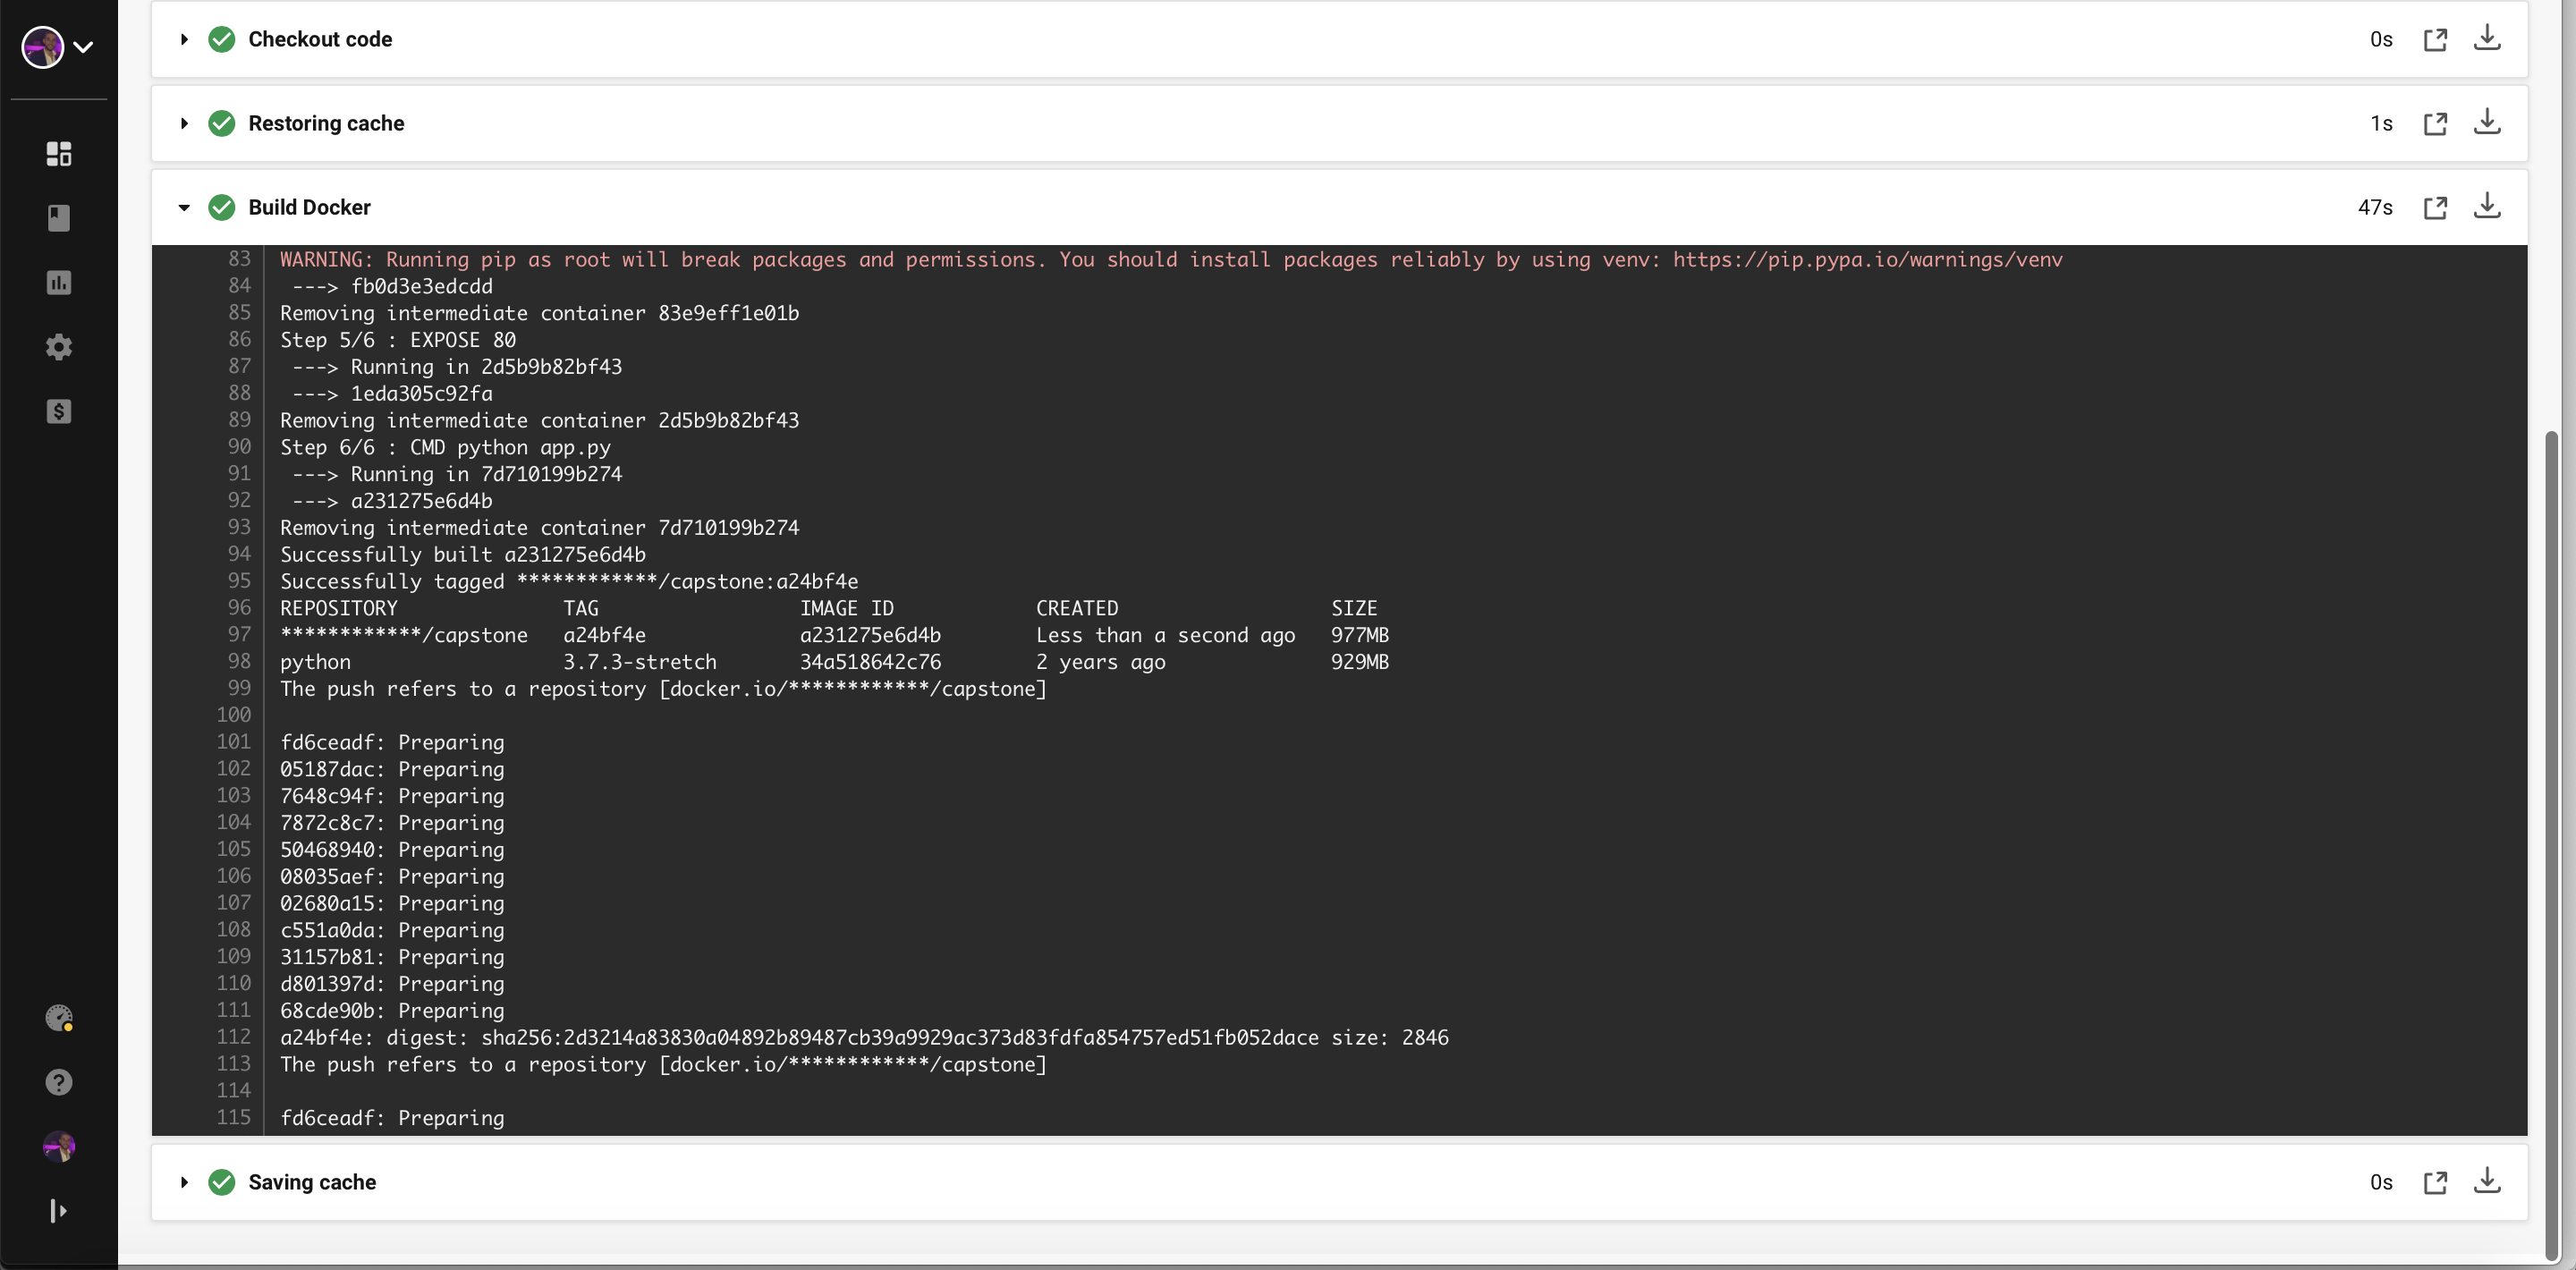 Checkout code 0s
Restoring cache 1s
Build Docker 47s
83 WARNING: Running pip as root will break packages and permissions. You should install packages reliably by using venv: https://pip.pypa.io/warnings/venv
84 ---> fb0d3e3edcdd
85 Removing intermediate container 83e9eff1e01b
86 Step 5/6 : EXPOSE 80
87 ---> Running in 2d5b9b82bf43
88 ---> 1eda305c92fa
89 Removing intermediate container 2d5b9b82bf43
90 Step 6/6 : CMD python app.py
91 ---> Running in 7d710199b274
92 ---> a231275e6d4b
93 Removing intermediate container 7d710199b274
94 Successfully built a231275e6d4b
95 Successfully tagged ************/capstone:a24bf4e
96 REPOSITORY TAG IMAGE ID CREATED SIZE
97 ************/capstone a24bf4e a231275e6d4b Less than a second ago 977MB
98 python 3.7.3-stretch 34a518642c76 2 years ago 929MB
99 The push refers to a repository [docker.io/************/capstone]
100
101 fd6ceadf: Preparing
102 05187dac: Preparing
103 7648c94f: Preparing
104 7872c8c7: Preparing
105 50468940: Preparing
106 08035aef: Preparing
107 02680a15: Preparing
108 c551a0da: Preparing
109 31157b81: Preparing
110 d801397d: Preparing
111 68cde90b: Preparing
112 a24bf4e: digest: sha256:2d3214a83830a04892b89487cb39a9929ac373d83fdfa854757ed51fb052dace size: 2846
113 The push refers to a repository [docker.io/************/capstone]
114
115 fd6ceadf: Preparing
Saving cache 0s